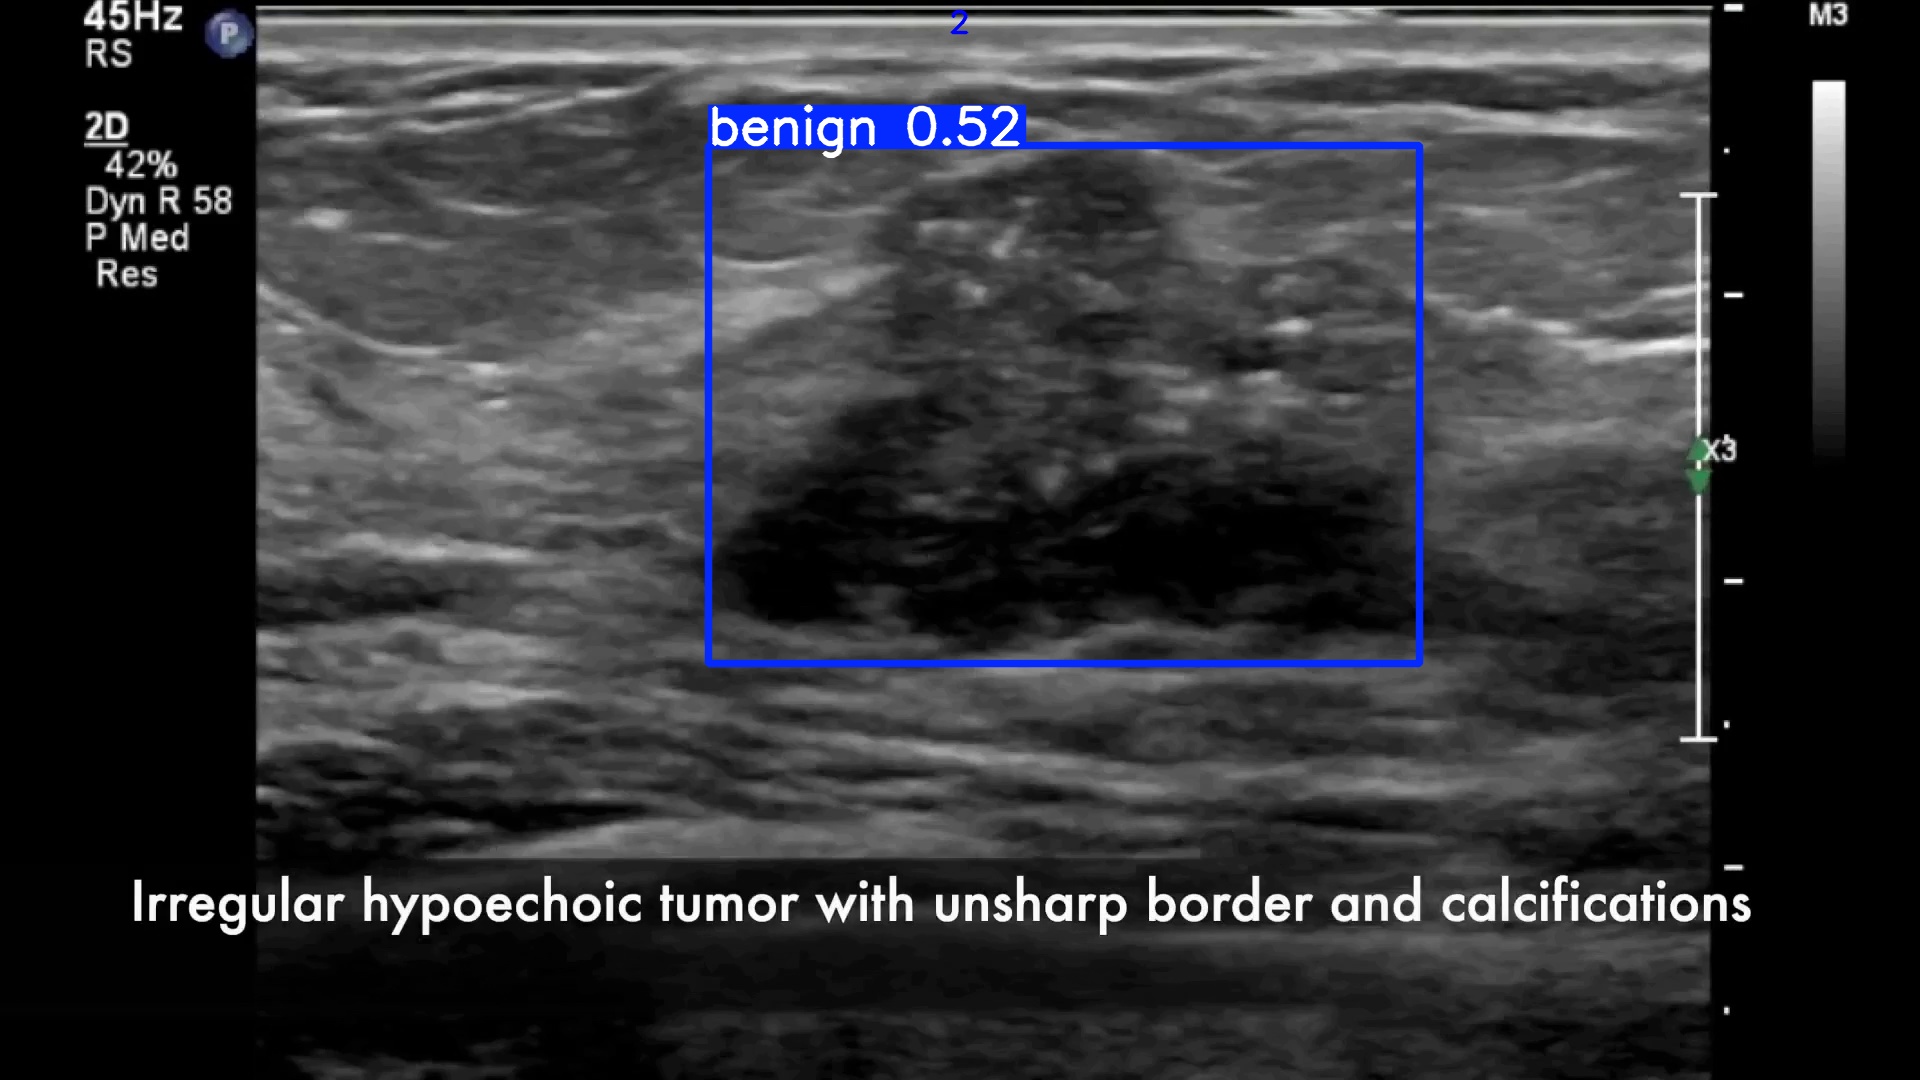 45Hz
RS
P
2
M3
2D
42%
Dyn R 58
P Med
Res
benign 0.52
X3
Irregular hypoechoic tumor with unsharp border and calcifications